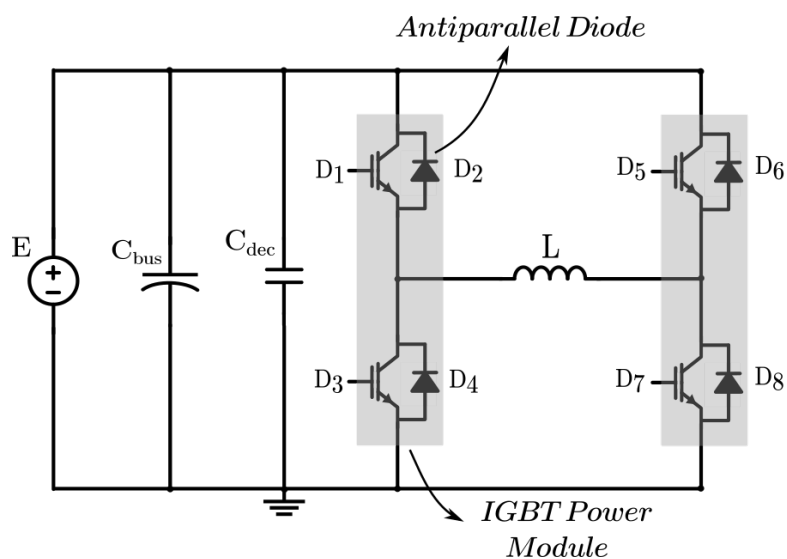 Antiparallel Diode
D1
D2
D5
D6
E
Cbus
Cdec
L
D3
D4
D7
D8
IGBT Power
Module